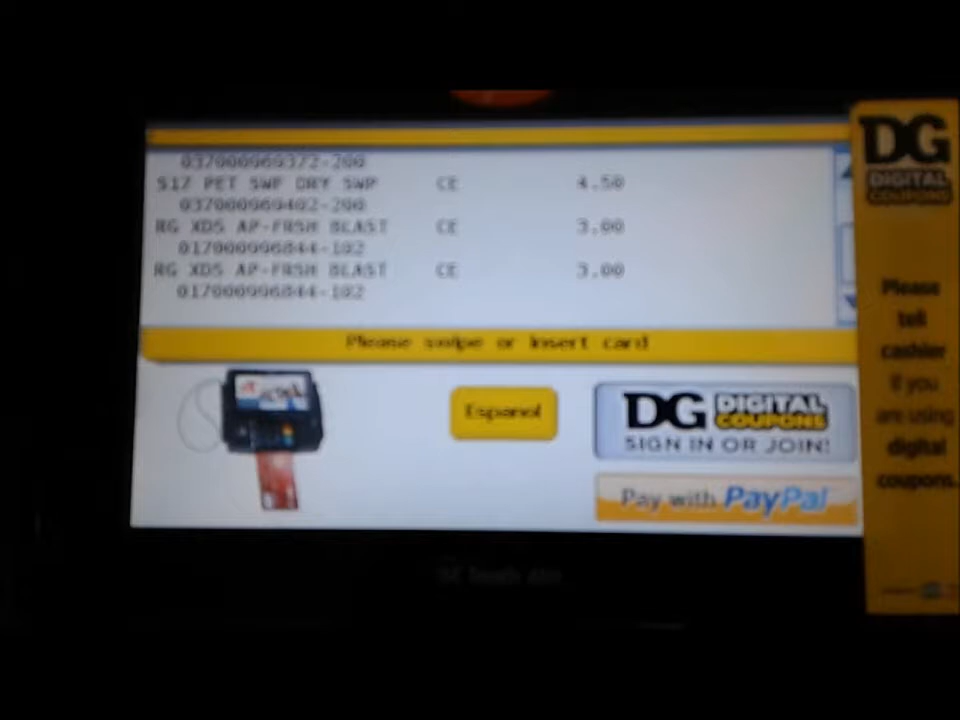 037000969372-200
S17 PET SWP DRY SWP CE 4.50
037000969402-200
RG XDS AP-FRSH BLAST CE 3.00
017000996844-102
RG XDS AP-FRSH BLAST CE 3.00
017000996844-102
Please swipe or insert card
Espanol
DG DIGITAL COUPONS
SIGN IN OR JOIN!
Pay with PayPal
DG
DIGITAL
COUPONS
Please
tell
cashier
if you
are using
digital
coupons.